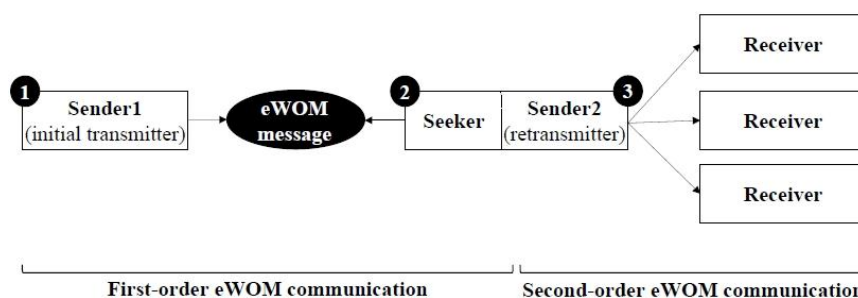 1
Sender1
(initial transmitter)
eWOM
message
2
Seeker
Sender2
(retransmitter)
3
Receiver
Receiver
Receiver
First-order eWOM communication
Second-order eWOM communication